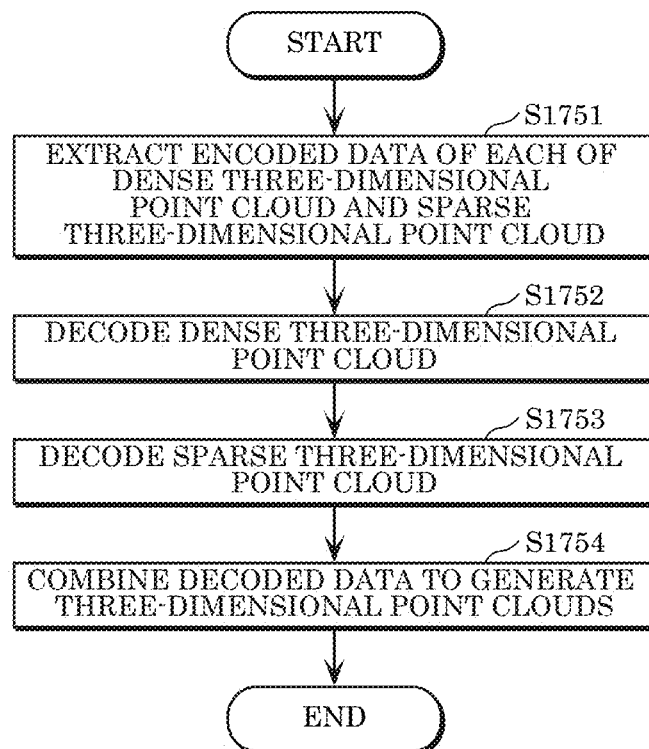 START
S1751
EXTRACT ENCODED DATA OF EACH OF
DENSE THREE-DIMENSIONAL
POINT CLOUD AND SPARSE
THREE-DIMENSIONAL POINT CLOUD
S1752
DECODE DENSE THREE-DIMENSIONAL
POINT CLOUD
S1753
DECODE SPARSE THREE-DIMENSIONAL
POINT CLOUD
S1754
COMBINE DECODED DATA TO GENERATE
THREE-DIMENSIONAL POINT CLOUDS
END